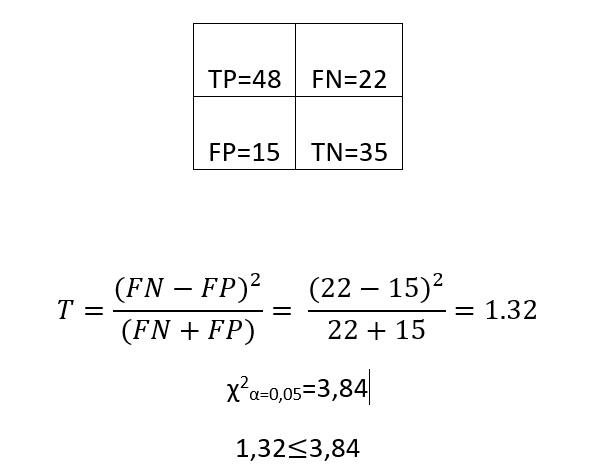 TP=48 FN=22
FP=15 TN=35
T = (FN − FP)² / (FN + FP) = (22 − 15)² / 22 + 15 = 1.32
χ²α=0,05=3,84
1,32≤3,84